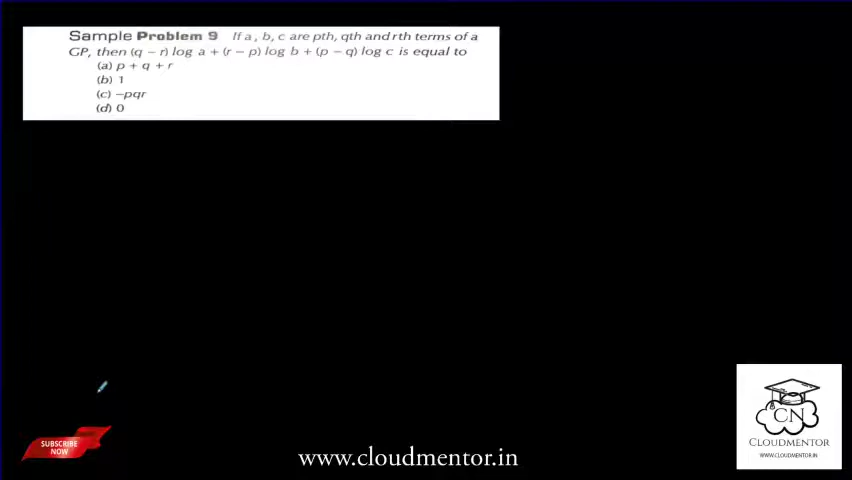 Sample Problem 9 If a , b, c are pth, qth and rth terms of a
GP, then (q − r) log a + (r − p) log b + (p − q) log c is equal to
(a) p + q + r
(b) 1
(c) −pqr
(d) 0
CN
CLOUDMENTOR
WWW.CLOUDMENTOR.IN
SUBSCRIBE
NOW
www.cloudmentor.in